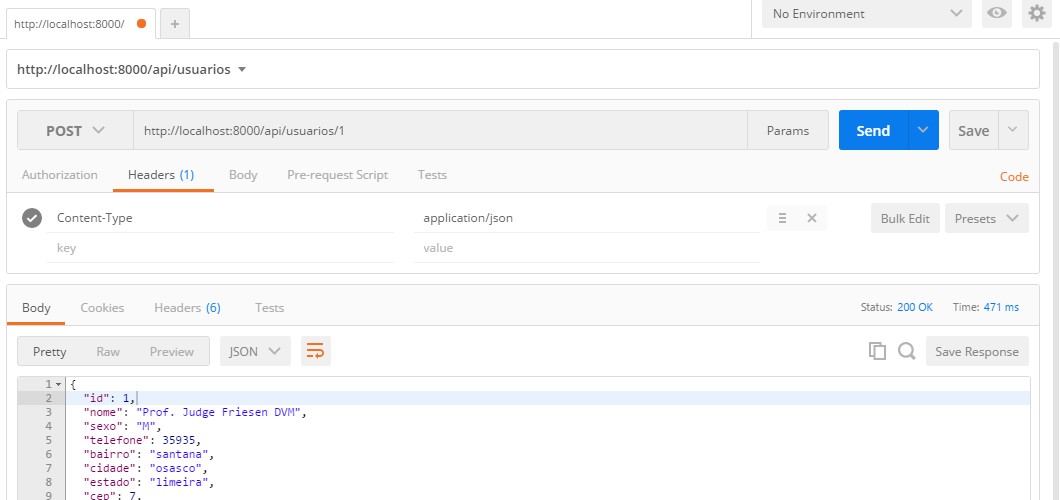 http://localhost:8000/
+
No Environment
http://localhost:8000/api/usuarios
POST
http://localhost:8000/api/usuarios/1
Params
Send
Save
Authorization
Headers (1)
Body
Pre-request Script
Tests
Code
Content-Type
application/json
Bulk Edit
Presets
key
value
Body
Cookies
Headers (6)
Tests
Status: 200 OK
Time: 471 ms
Pretty
Raw
Preview
JSON
Save Response
1 {
2 "id": 1,
3 "nome": "Prof. Judge Friesen DVM",
4 "sexo": "M",
5 "telefone": 35935,
6 "bairro": "santana",
7 "cidade": "osasco",
8 "estado": "limeira",
9 "cep": 7,